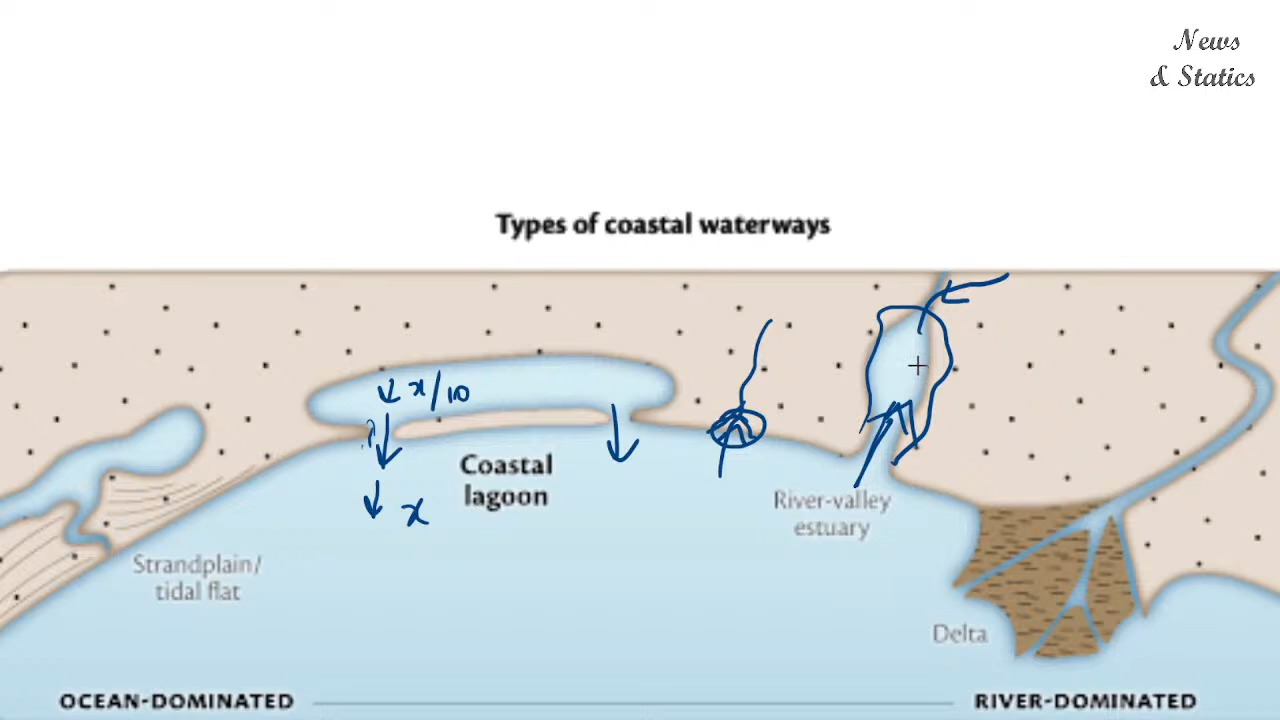 News
& Statics
Types of coastal waterways
x/10
Coastal
lagoon
x
River-valley
estuary
Strandplain/
tidal flat
Delta
OCEAN-DOMINATED
RIVER-DOMINATED